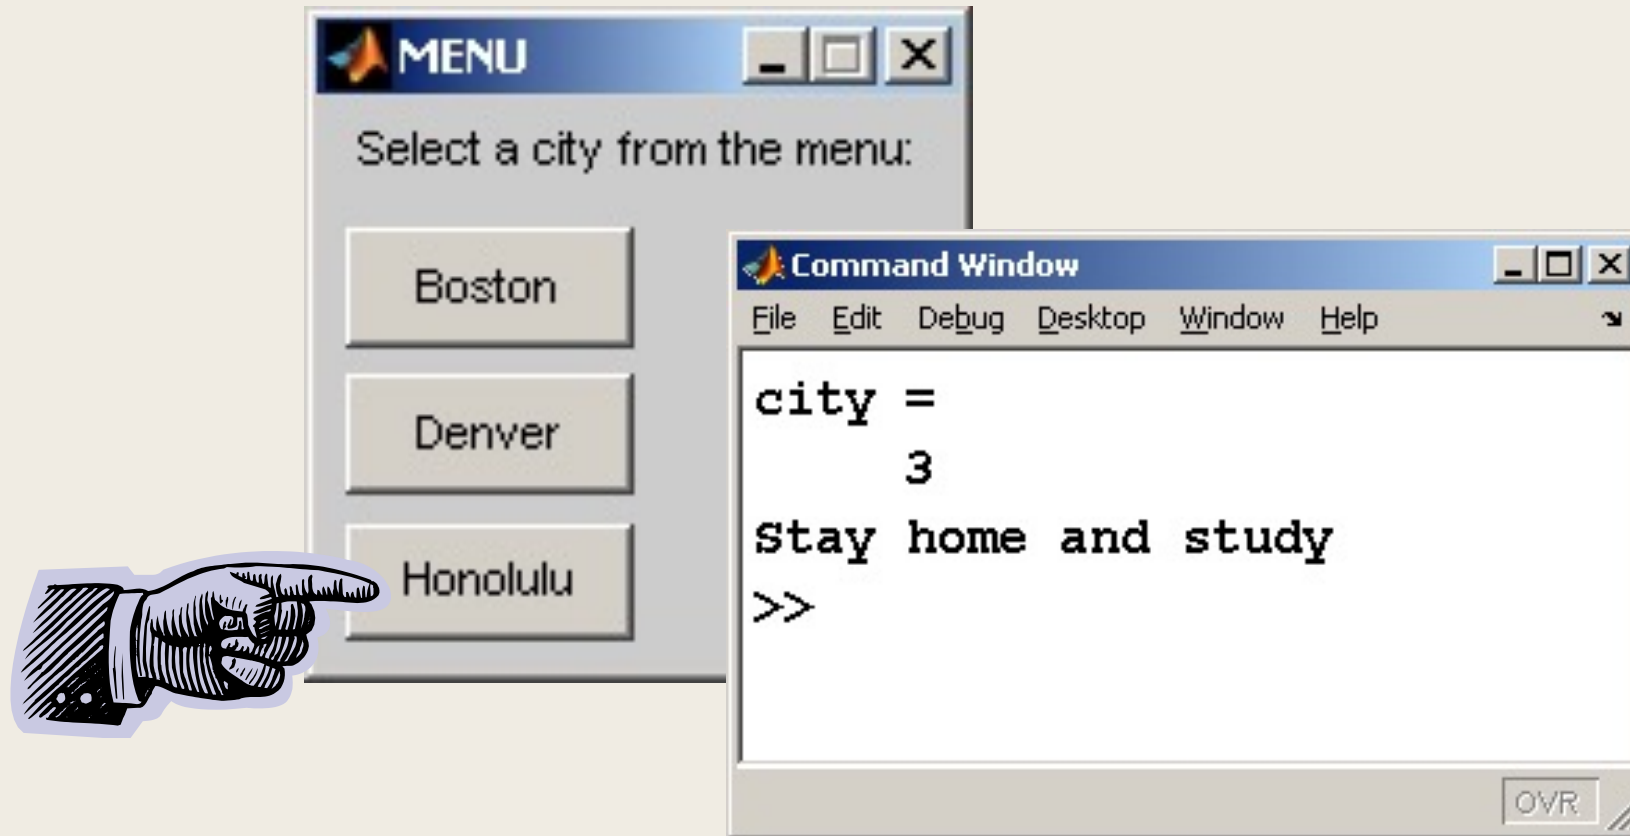 MENU
Select a city from the menu:
Boston
Denver
Honolulu
Command Window
File Edit Debug Desktop Window Help
city =
3
Stay home and study
>>
OVR